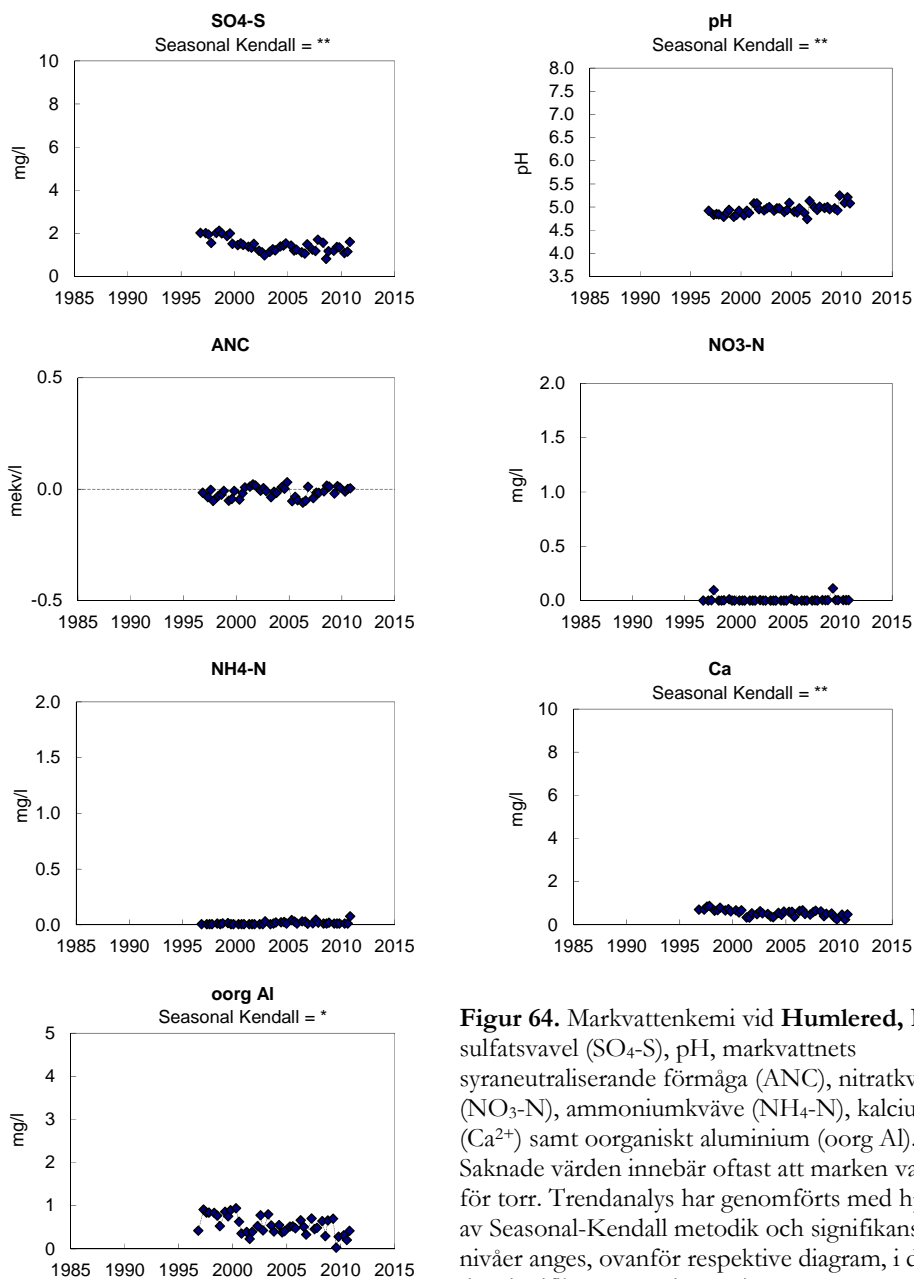 SO4-S
Seasonal Kendall = **
10
8
6
4
2
0
mg/l
1985 1990 1995 2000 2005 2010 2015
pH
Seasonal Kendall = **
8.0
7.5
7.0
6.5
6.0
5.5
5.0
4.5
4.0
3.5
pH
1985 1990 1995 2000 2005 2010 2015
ANC
0.5
0.0
-0.5
mekv/l
1985 1990 1995 2000 2005 2010 2015
NO3-N
2.0
1.5
1.0
0.5
0.0
mg/l
1985 1990 1995 2000 2005 2010 2015
NH4-N
2.0
1.5
1.0
0.5
0.0
mg/l
1985 1990 1995 2000 2005 2010 2015
Ca
Seasonal Kendall = **
10
8
6
4
2
0
mg/l
1985 1990 1995 2000 2005 2010 2015
oorg Al
Seasonal Kendall = *
5
4
3
2
1
0
mg/l
1985 1990 1995 2000 2005 2010 2015
Figur 64. Markvattenkemi vid Humlered,
sulfatsvavel (SO₄-S), pH, markvattnets
syraneutraliserande förmåga (ANC), nitratkv
(NO₃-N), ammoniumkväve (NH₄-N), kalciu
(Ca²⁺) samt oorganiskt aluminium (oorg Al).
Saknade värden innebär oftast att marken va
för torr. Trendanalys har genomförts med h
av Seasonal-Kendall metodik och signifikans
nivåer anges, ovanför respektive diagram, i d